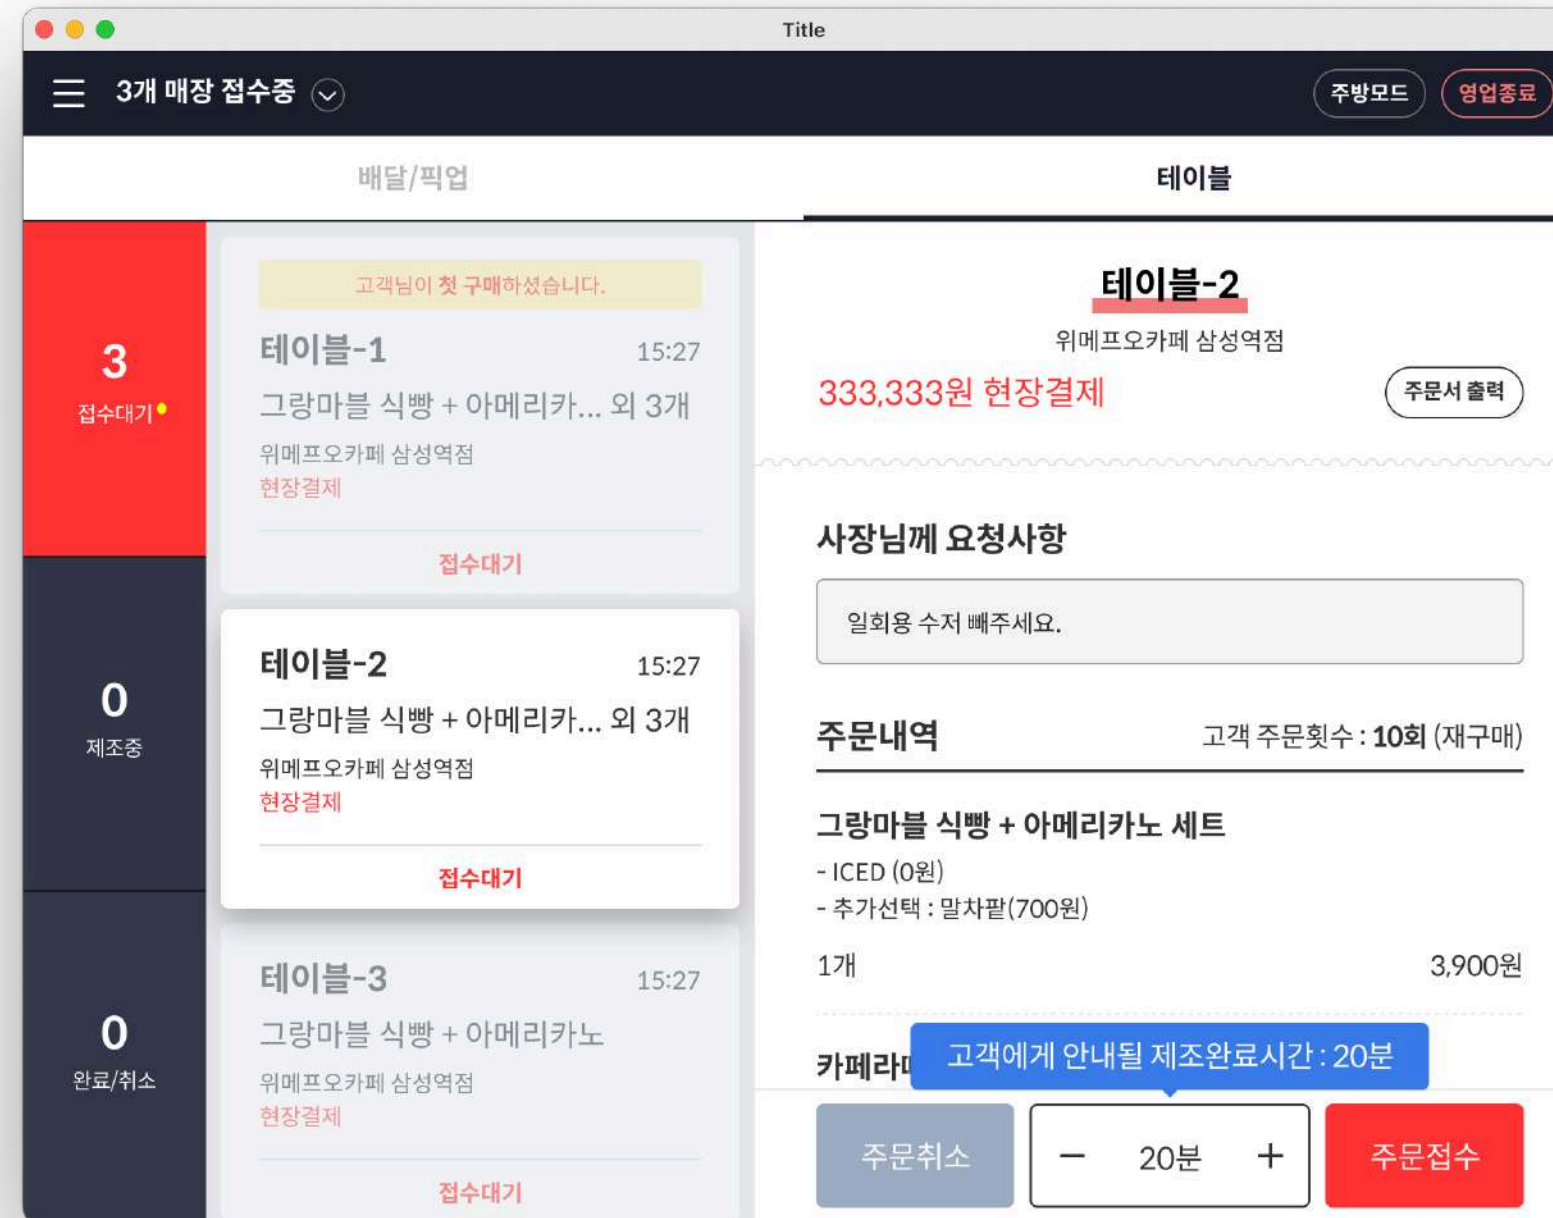 Title
3개 매장 접수중
주방모드
영업종료
배달/픽업
테이블
3
접수대기
0
제조중
0
완료/취소
고객님이 첫 구매하셨습니다.
테이블-1
15:27
그랑마블 식빵 + 아메리카... 외 3개
위메프오카페 삼성역점
현장결제
접수대기
테이블-2
15:27
그랑마블 식빵 + 아메리카... 외 3개
위메프오카페 삼성역점
현장결제
접수대기
테이블-3
15:27
그랑마블 식빵 + 아메리카노
위메프오카페 삼성역점
현장결제
접수대기
테이블-2
위메프오카페 삼성역점
333,333원 현장결제
주문서 출력
사장님께 요청사항
일회용 수저 빼주세요.
주문내역
고객 주문횟수 : 10회 (재구매)
그랑마블 식빵 + 아메리카노 세트
- ICED (0원)
- 추가선택 : 말차팥(700원)
1개
3,900원
고객에게 안내될 제조완료시간 : 20분
주문취소
− 20분 +
주문접수